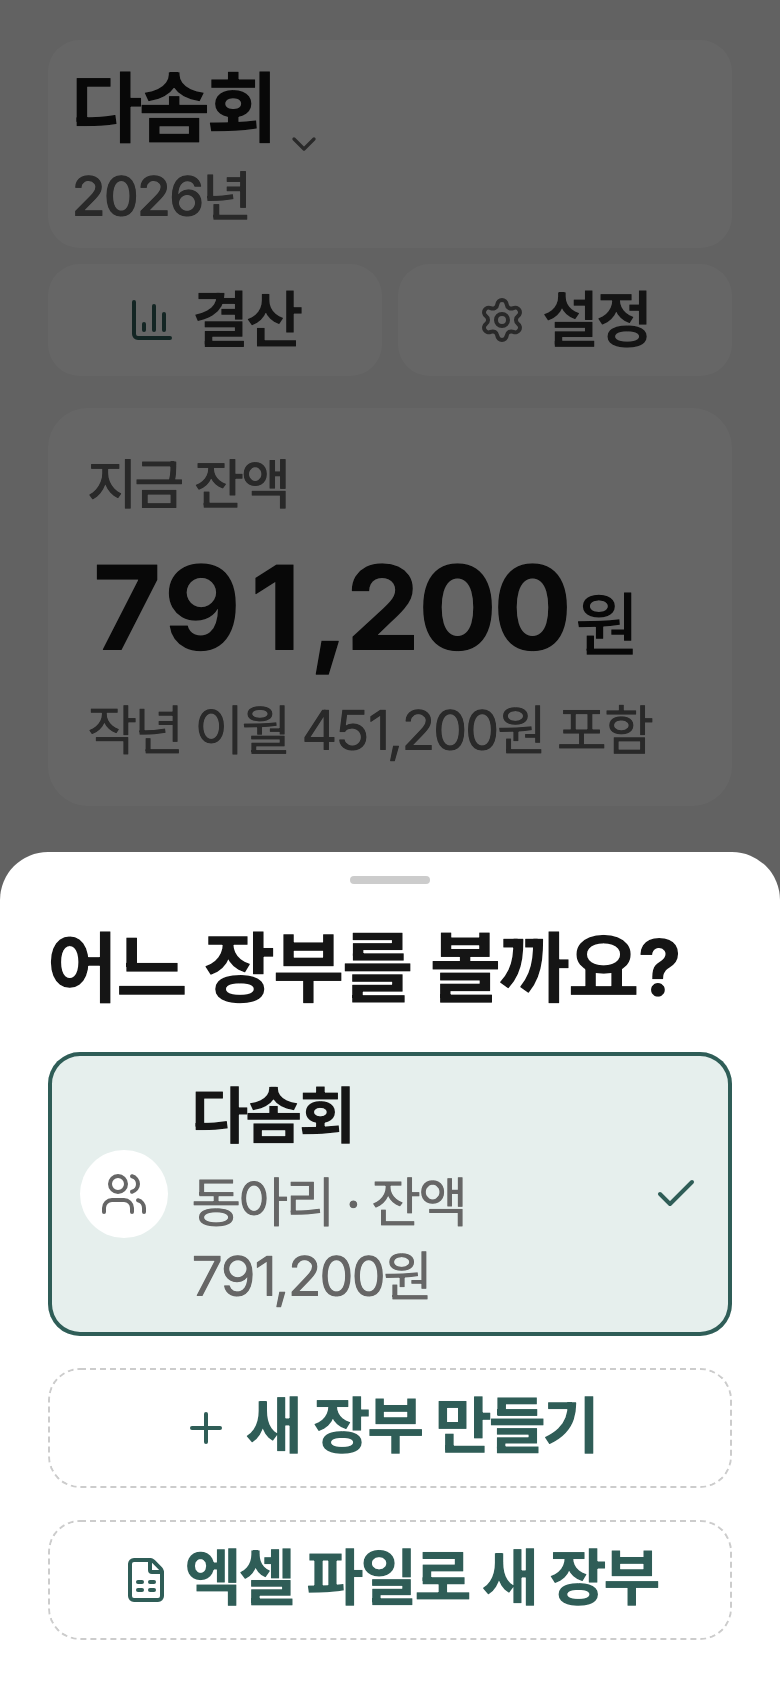 다솜회
2026년
결산
설정
지금 잔액
791,200원
작년 이월 451,200원 포함
어느 장부를 볼까요?
다솜회
동아리 · 잔액
791,200원
새 장부 만들기
엑셀 파일로 새 장부